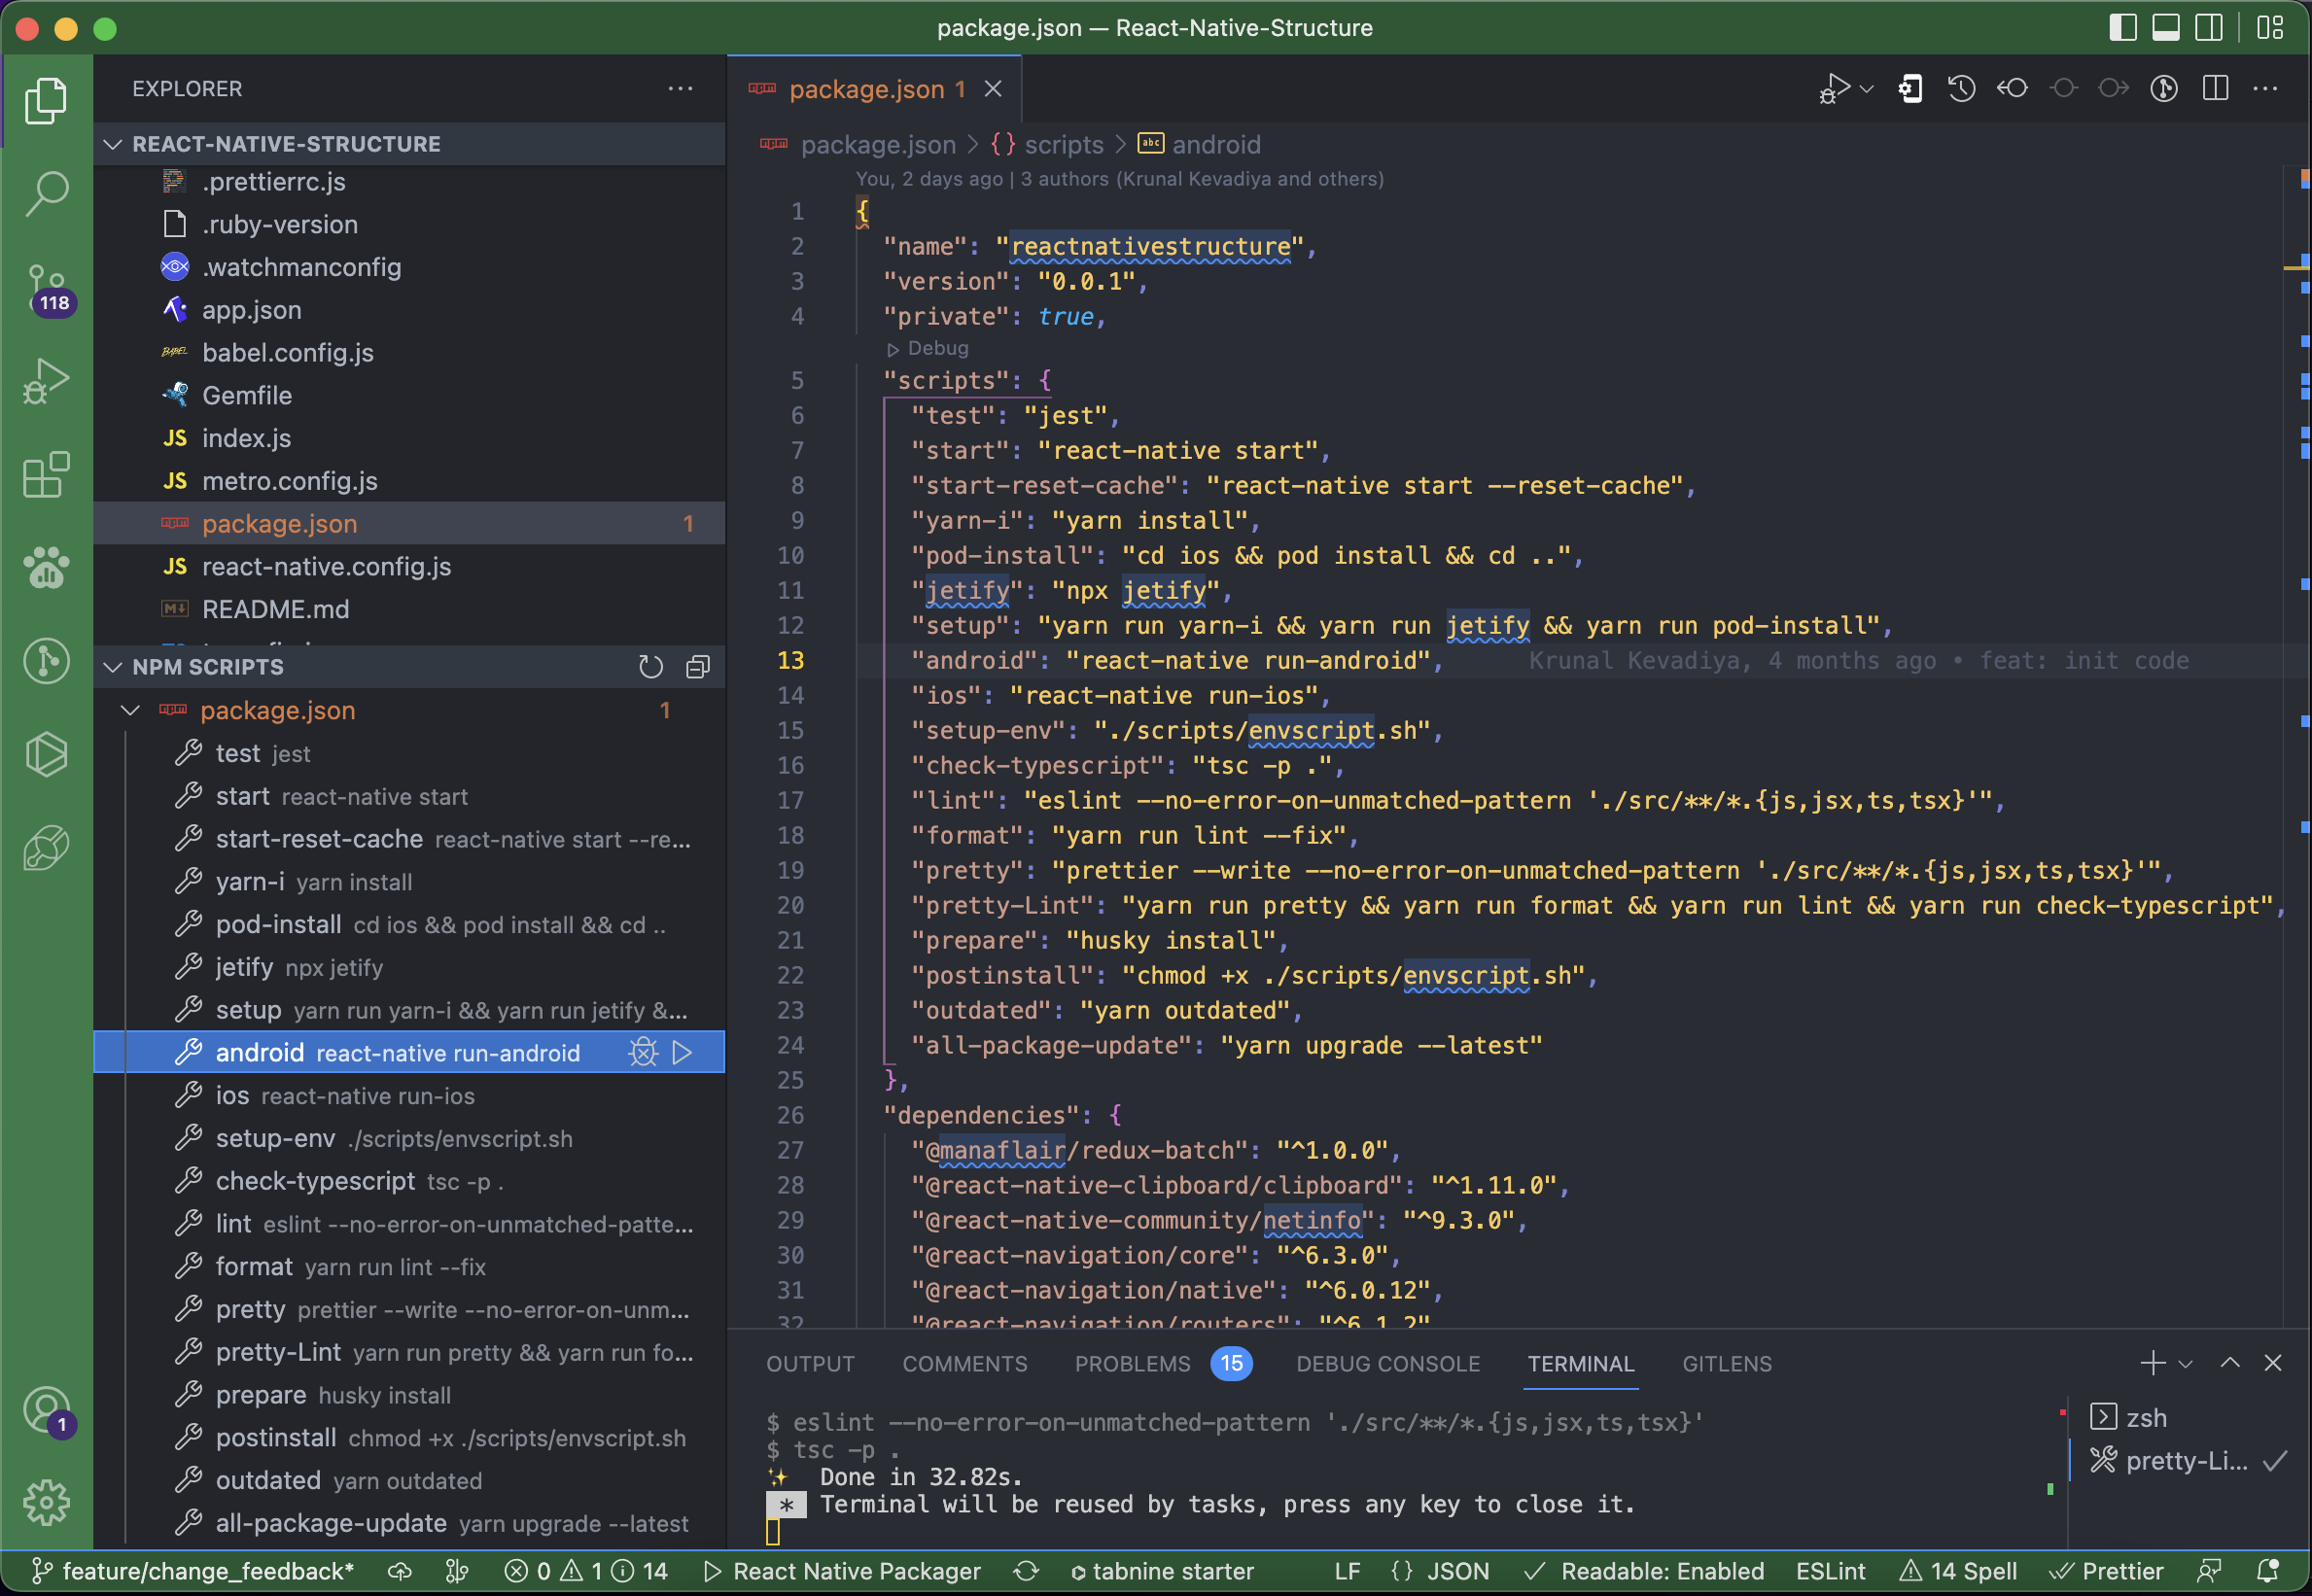 package.json — React-Native-Structure
EXPLORER
REACT-NATIVE-STRUCTURE
.prettierrc.js
.ruby-version
.watchmanconfig
app.json
BABEL babel.config.js
Gemfile
JS index.js
JS metro.config.js
package.json 1
JS react-native.config.js
M↓ README.md
118
NPM SCRIPTS
package.json 1
test jest
start react-native start
start-reset-cache react-native start --re...
yarn-i yarn install
pod-install cd ios && pod install && cd ..
jetify npx jetify
setup yarn run yarn-i && yarn run jetify &...
android react-native run-android
ios react-native run-ios
setup-env ./scripts/envscript.sh
check-typescript tsc -p .
lint eslint --no-error-on-unmatched-patte...
format yarn run lint --fix
pretty prettier --write --no-error-on-unm...
pretty-Lint yarn run pretty && yarn run fo...
prepare husky install
postinstall chmod +x ./scripts/envscript.sh
outdated yarn outdated
all-package-update yarn upgrade --latest
1
package.json 1
package.json > {} scripts > abc android
You, 2 days ago | 3 authors (Krunal Kevadiya and others)
1 {
2 "name": "reactnativestructure",
3 "version": "0.0.1",
4 "private": true,
Debug
5 "scripts": {
6 "test": "jest",
7 "start": "react-native start",
8 "start-reset-cache": "react-native start --reset-cache",
9 "yarn-i": "yarn install",
10 "pod-install": "cd ios && pod install && cd ..",
11 "jetify": "npx jetify",
12 "setup": "yarn run yarn-i && yarn run jetify && yarn run pod-install",
13 "android": "react-native run-android", Krunal Kevadiya, 4 months ago • feat: init code
14 "ios": "react-native run-ios",
15 "setup-env": "./scripts/envscript.sh",
16 "check-typescript": "tsc -p .",
17 "lint": "eslint --no-error-on-unmatched-pattern './src/**/*.{js,jsx,ts,tsx}'",
18 "format": "yarn run lint --fix",
19 "pretty": "prettier --write --no-error-on-unmatched-pattern './src/**/*.{js,jsx,ts,tsx}'",
20 "pretty-Lint": "yarn run pretty && yarn run format && yarn run lint && yarn run check-typescript",
21 "prepare": "husky install",
22 "postinstall": "chmod +x ./scripts/envscript.sh",
23 "outdated": "yarn outdated",
24 "all-package-update": "yarn upgrade --latest"
25 },
26 "dependencies": {
27 "@manaflair/redux-batch": "^1.0.0",
28 "@react-native-clipboard/clipboard": "^1.11.0",
29 "@react-native-community/netinfo": "^9.3.0",
30 "@react-navigation/core": "^6.3.0",
31 "@react-navigation/native": "^6.0.12",
32 "@react-navigation/routers": "^6.1.2"
OUTPUT COMMENTS PROBLEMS 15 DEBUG CONSOLE TERMINAL GITLENS
$ eslint --no-error-on-unmatched-pattern './src/**/*.{js,jsx,ts,tsx}'
$ tsc -p .
✨ Done in 32.82s.
* Terminal will be reused by tasks, press any key to close it.
zsh
pretty-Li...
feature/change_feedback* 0 1 14 React Native Packager tabnine starter LF {} JSON Readable: Enabled ESLint 14 Spell Prettier